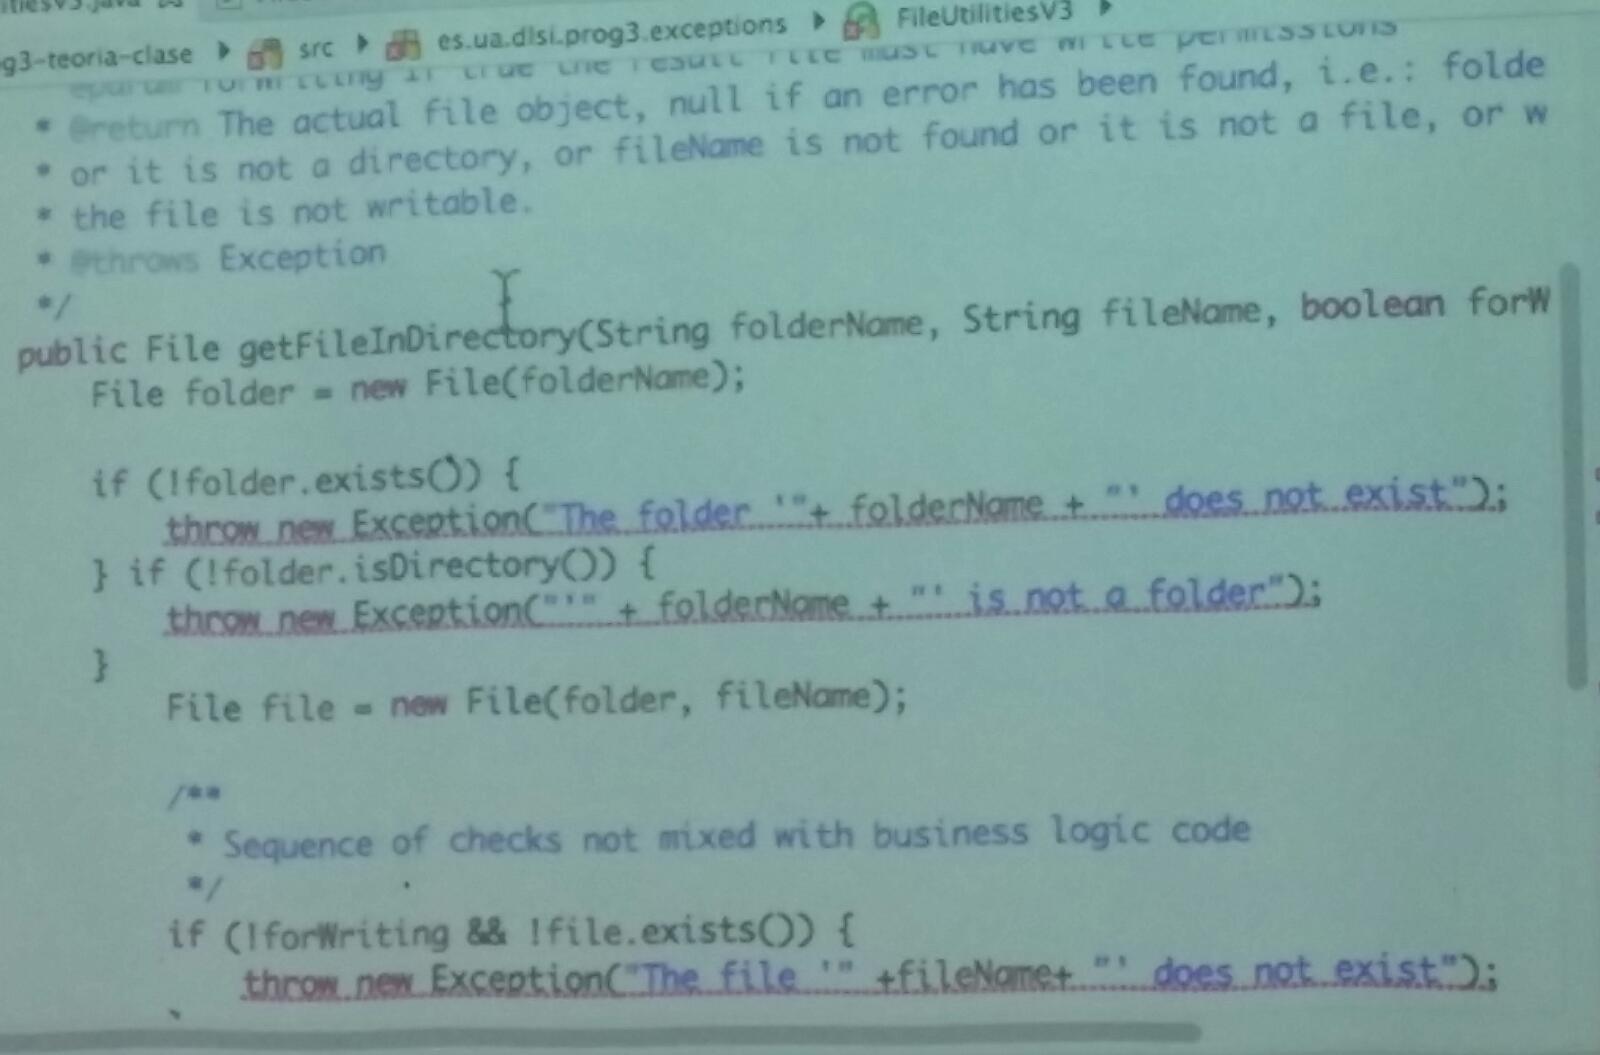 g3-teoria-clase src es.ua.dlsi.prog3.exceptions FileUtilitiesV3
forWriting if true the result file must have write permissions
* @return The actual file object, null if an error has been found, i.e.: folde
* or it is not a directory, or fileName is not found or it is not a file, or w
* the file is not writable.
* @throws Exception
*/
public File getFileInDirectory(String folderName, String fileName, boolean forW
File folder = new File(folderName);
if (!folder.exists()) {
throw new Exception("The folder '"+ folderName + "' does not exist");
} if (!folder.isDirectory()) {
throw new Exception("'" + folderName + "' is not a folder");
}
File file = new File(folder, fileName);
/**
* Sequence of checks not mixed with business logic code
*/
if (!forWriting && !file.exists()) {
throw new Exception("The file '" +fileName+ "' does not exist");